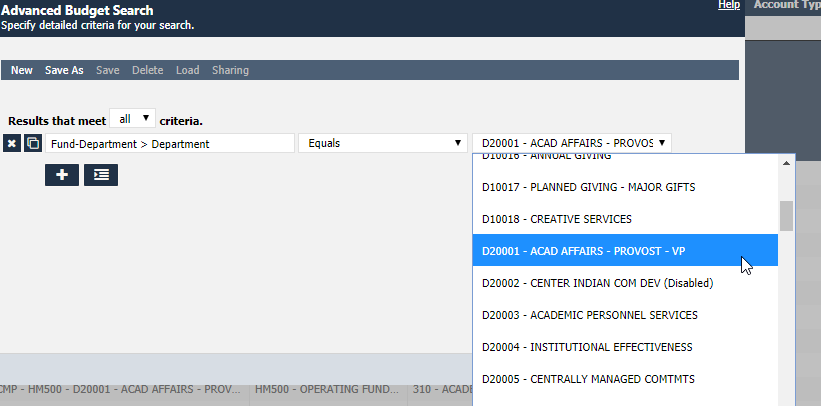 Advanced Budget Search
Help
Account Typ
Specify detailed criteria for your search.
New Save As Save Delete Load Sharing
Results that meet all criteria.
Fund-Department > Department Equals D20001 - ACAD AFFAIRS - PROVOS
D10016 - ANNUAL GIVING
D10017 - PLANNED GIVING - MAJOR GIFTS
D10018 - CREATIVE SERVICES
D20001 - ACAD AFFAIRS - PROVOST - VP
D20002 - CENTER INDIAN COM DEV (Disabled)
D20003 - ACADEMIC PERSONNEL SERVICES
D20004 - INSTITUTIONAL EFFECTIVENESS
D20005 - CENTRALLY MANAGED COMTMTS
CMP - HM500 - D20001 - ACAD AFFAIRS - PROV... HM500 - OPERATING FUND... 310 - ACADE